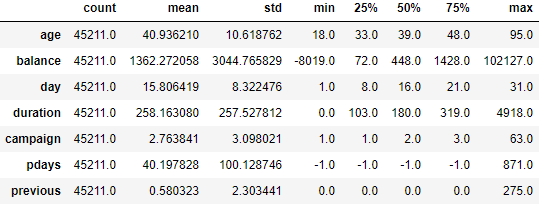 count mean std min 25% 50% 75% max
age 45211.0 40.936210 10.618762 18.0 33.0 39.0 48.0 95.0
balance 45211.0 1362.272058 3044.765829 -8019.0 72.0 448.0 1428.0 102127.0
day 45211.0 15.806419 8.322476 1.0 8.0 16.0 21.0 31.0
duration 45211.0 258.163080 257.527812 0.0 103.0 180.0 319.0 4918.0
campaign 45211.0 2.763841 3.098021 1.0 1.0 2.0 3.0 63.0
pdays 45211.0 40.197828 100.128746 -1.0 -1.0 -1.0 -1.0 871.0
previous 45211.0 0.580323 2.303441 0.0 0.0 0.0 0.0 275.0